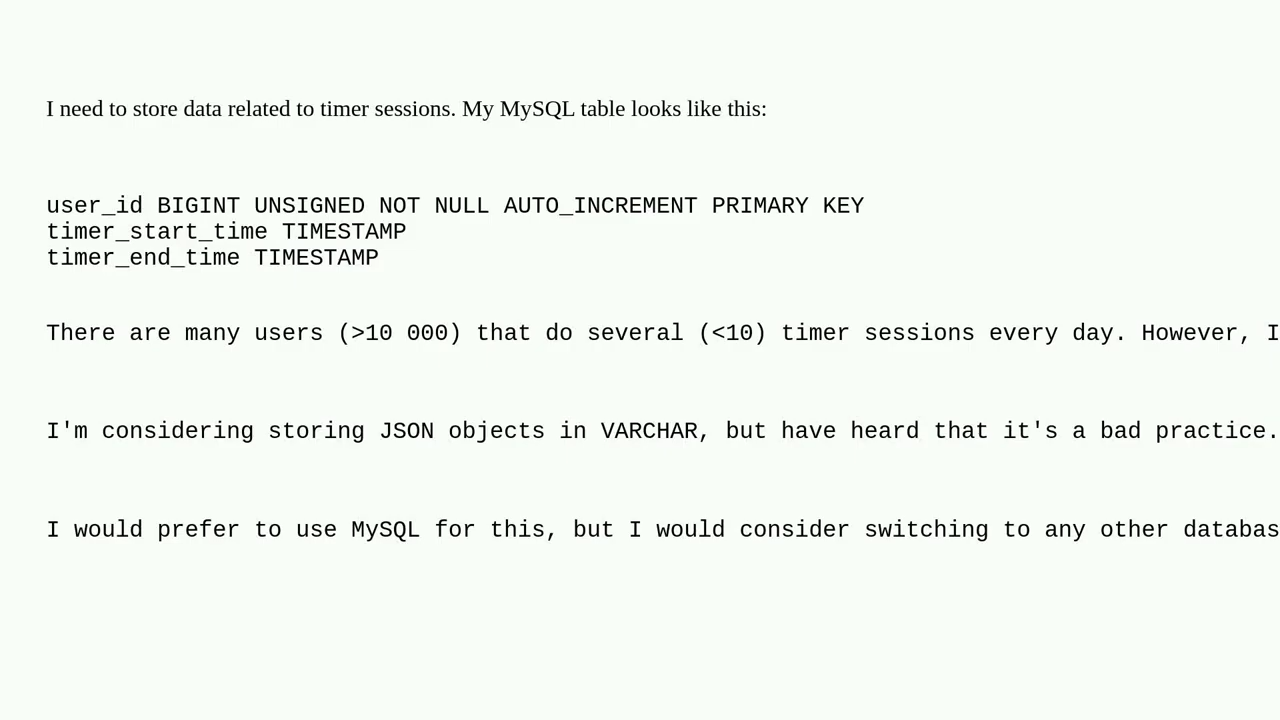 I need to store data related to timer sessions. My MySQL table looks like this:
user_id BIGINT UNSIGNED NOT NULL AUTO_INCREMENT PRIMARY KEY
timer_start_time TIMESTAMP
timer_end_time TIMESTAMP
There are many users (>10 000) that do several (<10) timer sessions every day. However, I
I'm considering storing JSON objects in VARCHAR, but have heard that it's a bad practice.
I would prefer to use MySQL for this, but I would consider switching to any other databas